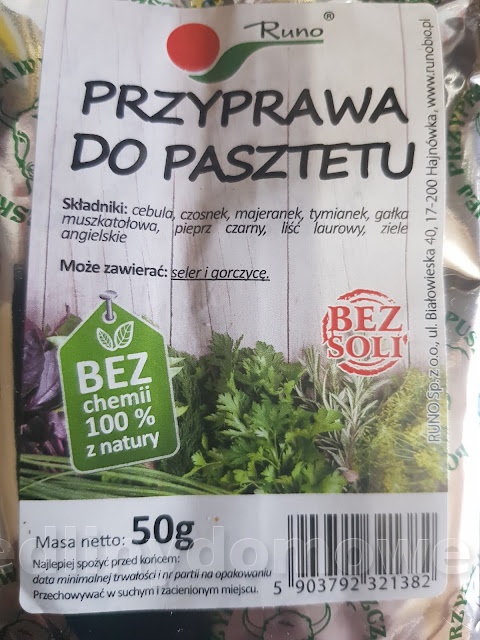 Runo®
PRZYPRAWA
DO PASZTETU
Składniki: cebula, czosnek, majeranek, tymianek, gałka
muszkatołowa, pieprz czarny, liść laurowy, ziele
angielskie
Może zawierać: seler i gorczycę.
BEZ
chemii
100 %
z natury
BEZ
SOLI
RUNO Sp. z o.o., ul. Białowieska 40, 17-200 Hajnówka, www.runobio.pl
Masa netto: 50g
Najlepiej spożyć przed końcem:
data minimalnej trwałości i nr partii na opakowaniu
Przechowywać w suchym i zacienionym miejscu.
5 903792 321382